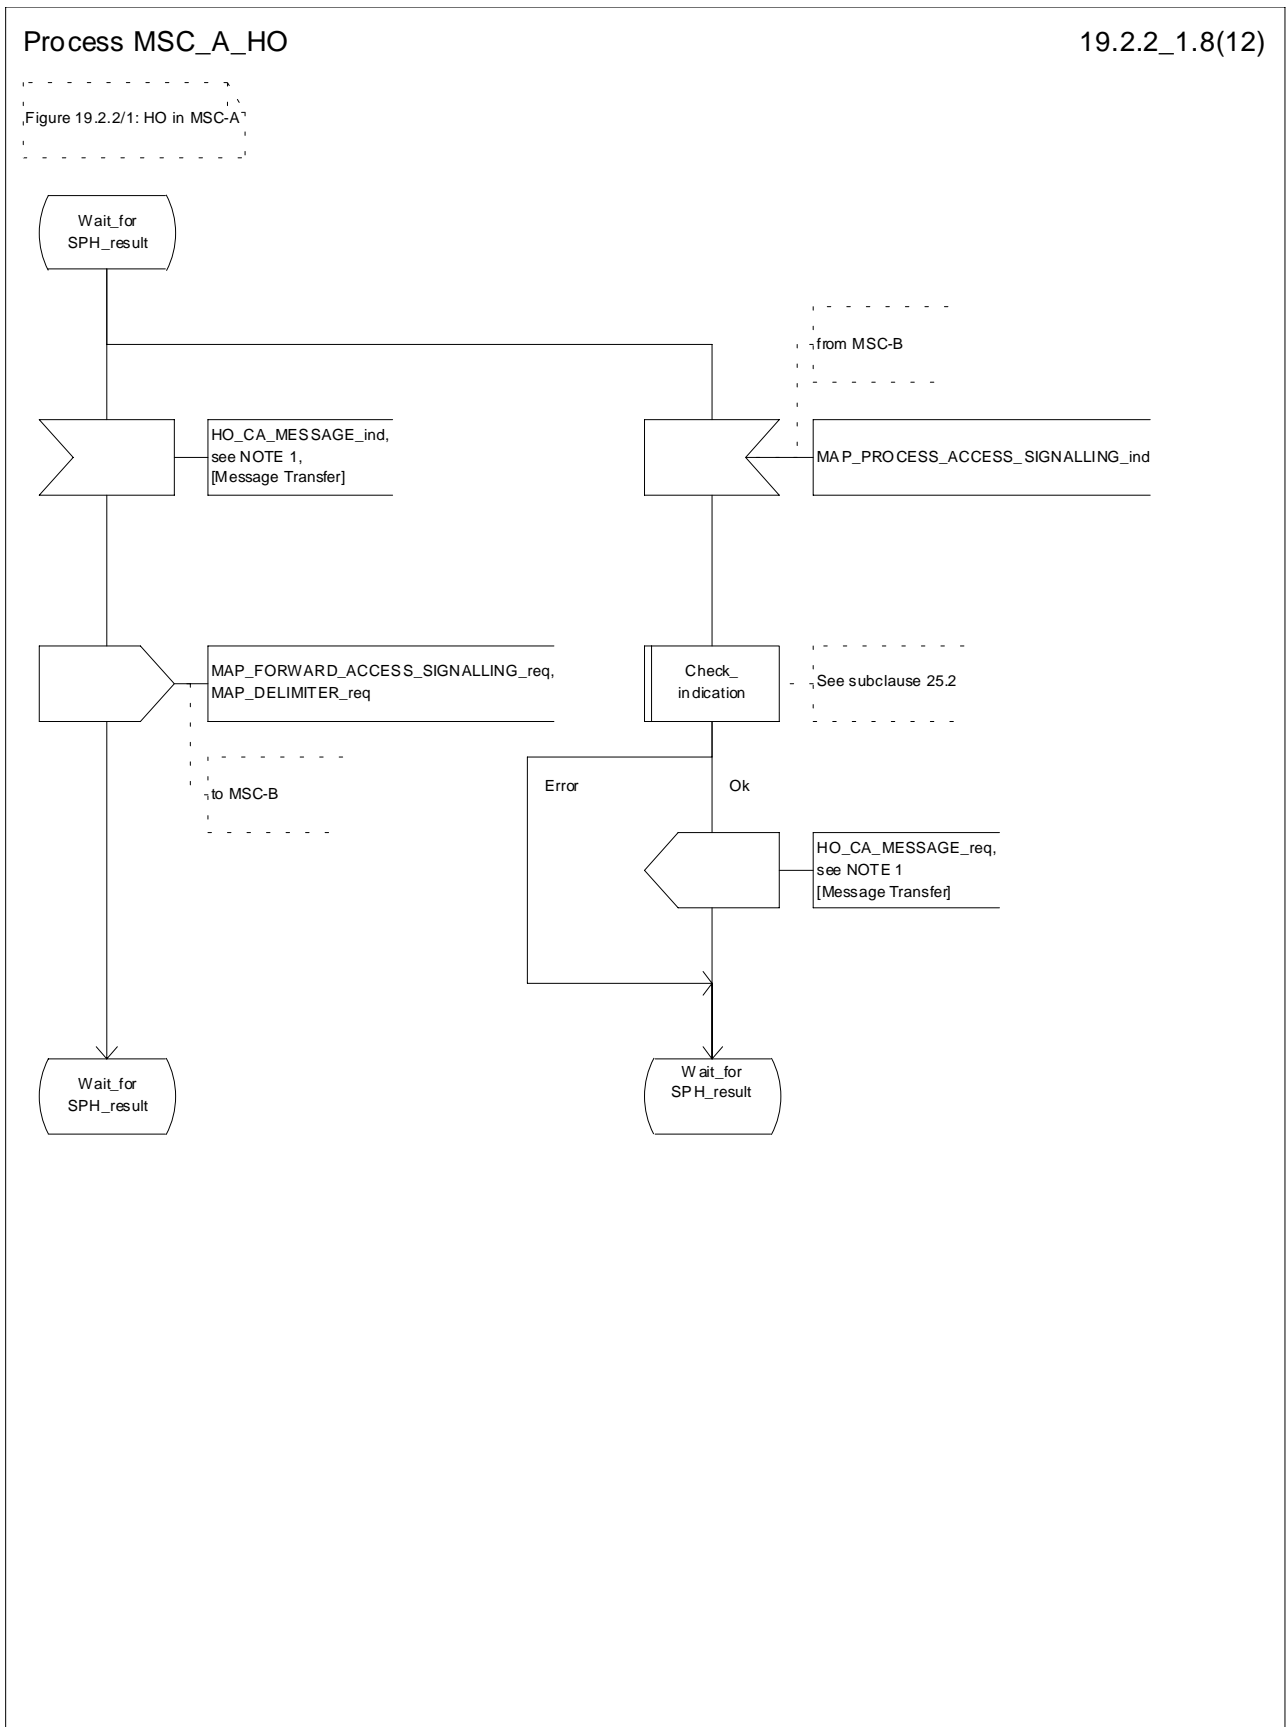 Process MSC_A_HO
19.2.2_1.8(12)
Figure 19.2.2/1: HO in MSC-A
Wait_for
SPH_result
from MSC-B
HO_CA_MESSAGE_ind,
see NOTE 1,
[Message Transfer]
MAP_PROCESS_ACCESS_SIGNALLING_ind
MAP_FORWARD_ACCESS_SIGNALLING_req,
MAP_DELIMITER_req
Check_
indication
See subclause 25.2
to MSC-B
Error
Ok
HO_CA_MESSAGE_req,
see NOTE 1
[Message Transfer]
Wait_for
SPH_result
Wait_for
SPH_result